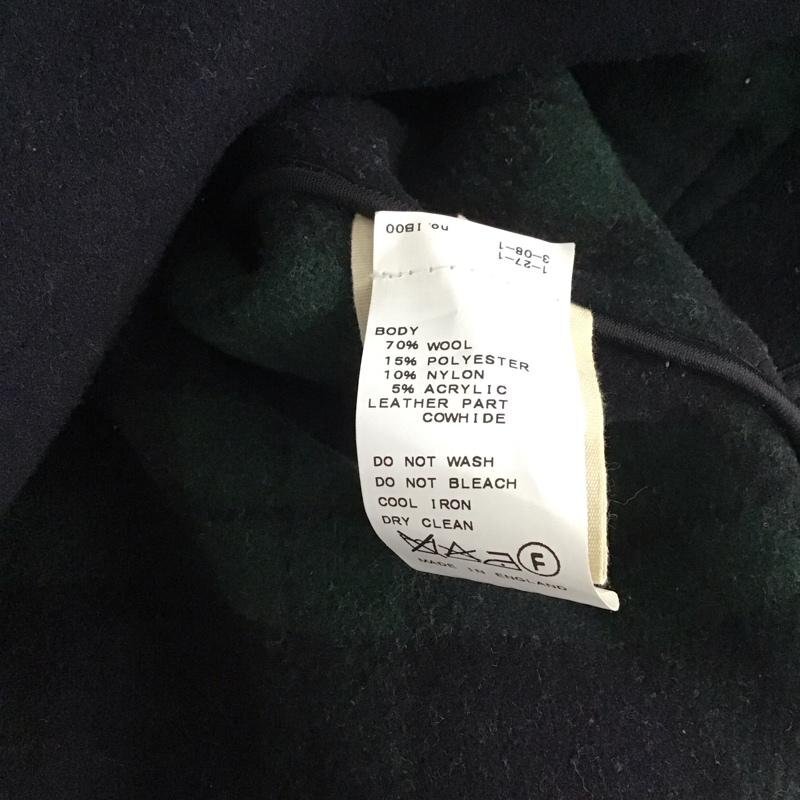 no.1800
1-27-1
3-08-1
BODY
70% WOOL
15% POLYESTER
10% NYLON
5% ACRYLIC
LEATHER PART
COWHIDE
DO NOT WASH
DO NOT BLEACH
COOL IRON
DRY CLEAN
F
MADE IN ENGLAND